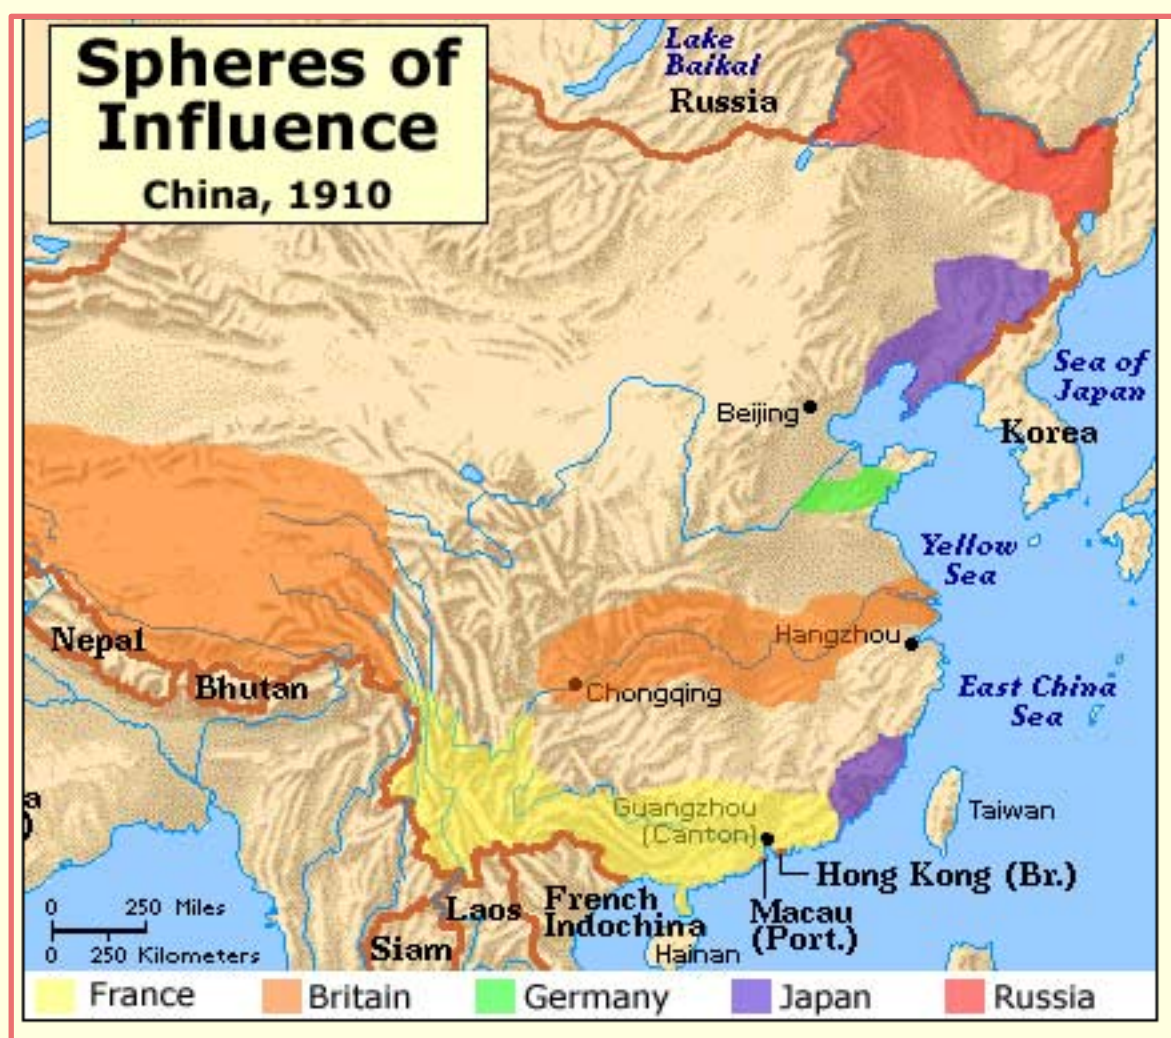 Spheres of
Influence
China, 1910
Lake
Baikal
Russia
Sea of
Japan
Beijing
Korea
Yellow
Sea
Nepal
Hangzhou
Bhutan
Chongqing
East China
Sea
a
)
Guangzhou
(Canton)
Taiwan
Hong Kong (Br.)
Macau
(Port.)
French
Indochina
Laos
Siam
Hainan
0 250 Miles
0 250 Kilometers
France Britain Germany Japan Russia